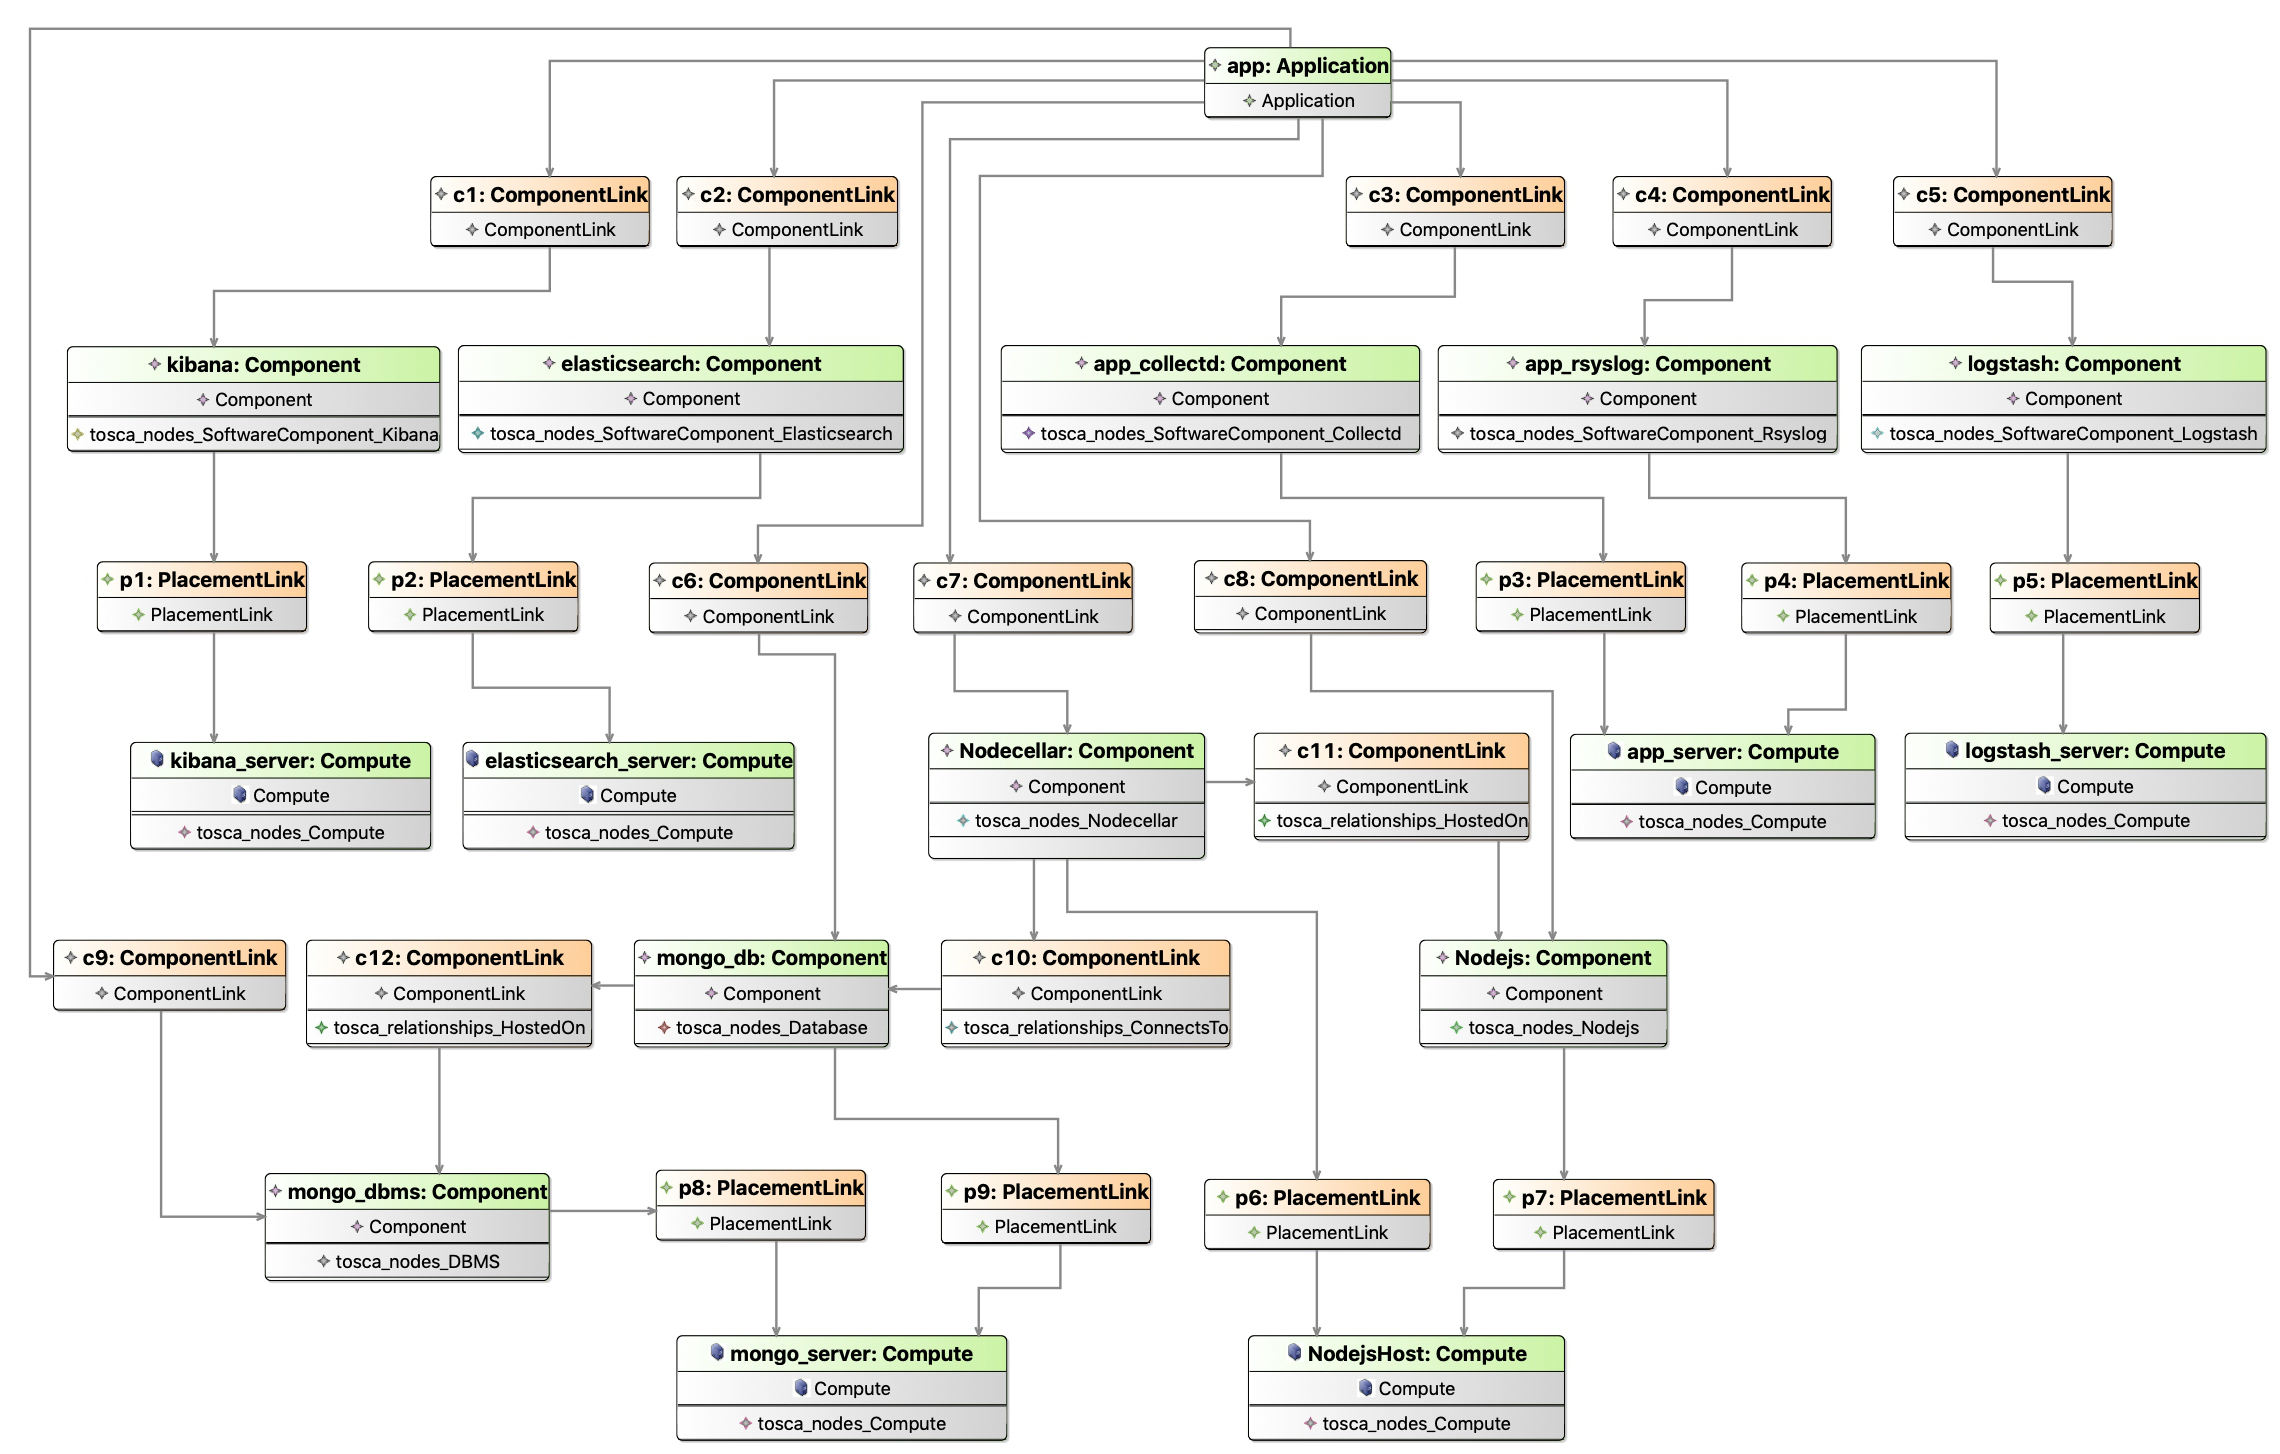 app: Application
Application
c1: ComponentLink
ComponentLink
c2: ComponentLink
ComponentLink
c3: ComponentLink
ComponentLink
c4: ComponentLink
ComponentLink
c5: ComponentLink
ComponentLink
kibana: Component
Component
tosca_nodes_SoftwareComponent_Kibana
elasticsearch: Component
Component
tosca_nodes_SoftwareComponent_Elasticsearch
app_collectd: Component
Component
tosca_nodes_SoftwareComponent_Collectd
app_rsyslog: Component
Component
tosca_nodes_SoftwareComponent_Rsyslog
logstash: Component
Component
tosca_nodes_SoftwareComponent_Logstash
p1: PlacementLink
PlacementLink
p2: PlacementLink
PlacementLink
c6: ComponentLink
ComponentLink
c7: ComponentLink
ComponentLink
c8: ComponentLink
ComponentLink
p3: PlacementLink
PlacementLink
p4: PlacementLink
PlacementLink
p5: PlacementLink
PlacementLink
kibana_server: Compute
Compute
tosca_nodes_Compute
elasticsearch_server: Compute
Compute
tosca_nodes_Compute
Nodecellar: Component
Component
tosca_nodes_Nodecellar
c11: ComponentLink
ComponentLink
tosca_relationships_HostedOn
app_server: Compute
Compute
tosca_nodes_Compute
logstash_server: Compute
Compute
tosca_nodes_Compute
c9: ComponentLink
ComponentLink
c12: ComponentLink
ComponentLink
tosca_relationships_HostedOn
mongo_db: Component
Component
tosca_nodes_Database
c10: ComponentLink
ComponentLink
tosca_relationships_ConnectsTo
Nodejs: Component
Component
tosca_nodes_Nodejs
mongo_dbms: Component
Component
tosca_nodes_DBMS
p8: PlacementLink
PlacementLink
p9: PlacementLink
PlacementLink
p6: PlacementLink
PlacementLink
p7: PlacementLink
PlacementLink
mongo_server: Compute
Compute
tosca_nodes_Compute
NodejsHost: Compute
Compute
tosca_nodes_Compute